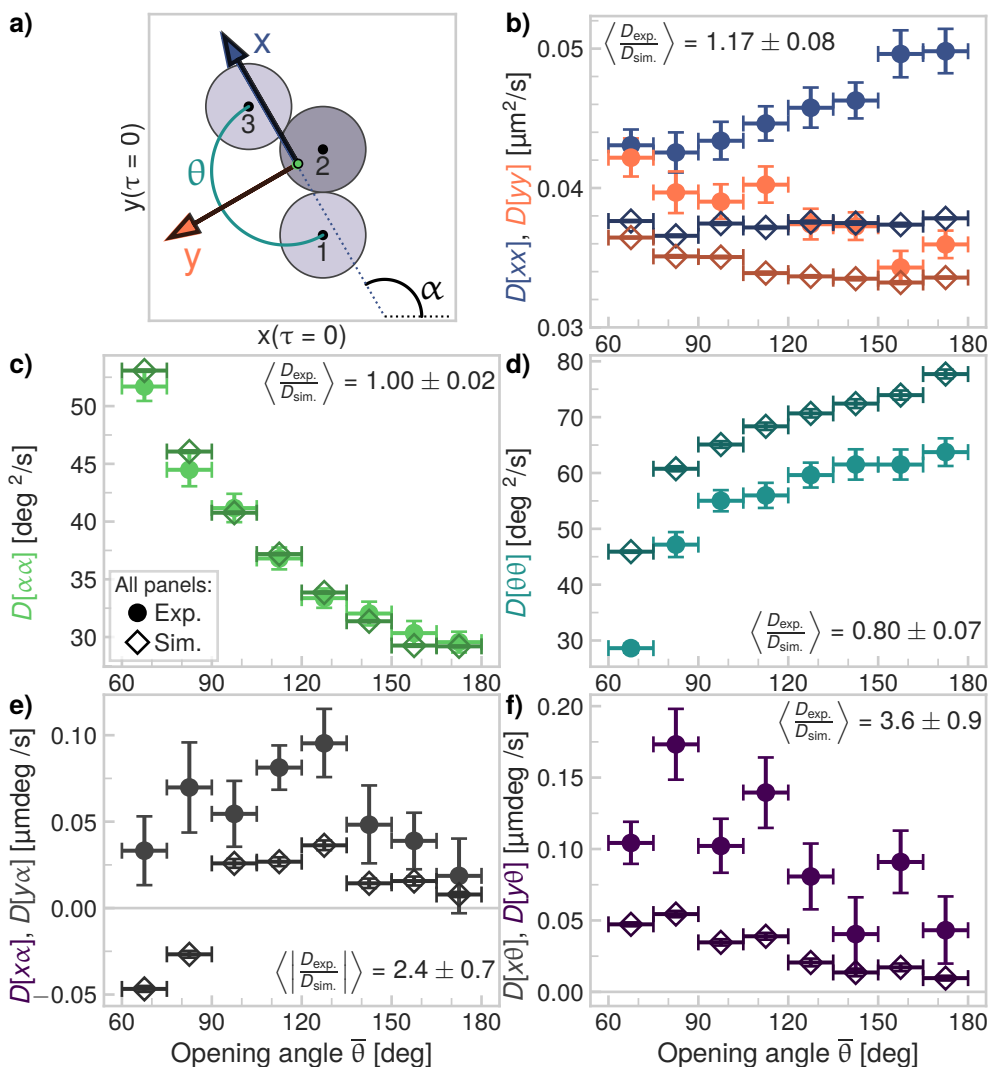 a)
x
3
2
θ
y
1
α
y(τ = 0)
x(τ = 0)
b)
⟨D_exp./D_sim.⟩ = 1.17 ± 0.08
D[xx], D[yy] [μm²/s]
0.05
0.04
0.03
60 90 120 150 180
c)
⟨D_exp./D_sim.⟩ = 1.00 ± 0.02
D[αα] [deg ²/s]
50
45
40
35
30
All panels:
Exp.
Sim.
60 90 120 150 180
d)
D[θθ] [deg ²/s]
80
70
60
50
40
30
⟨D_exp./D_sim.⟩ = 0.80 ± 0.07
60 90 120 150 180
e)
D[xα], D[yα] [μmdeg /s]
0.10
0.05
0.00
−0.05
⟨|D_exp./D_sim.|⟩ = 2.4 ± 0.7
60 90 120 150 180
Opening angle θ̅ [deg]
f)
⟨D_exp./D_sim.⟩ = 3.6 ± 0.9
D[xθ], D[yθ] [μmdeg /s]
0.20
0.15
0.10
0.05
0.00
60 90 120 150 180
Opening angle θ̅ [deg]